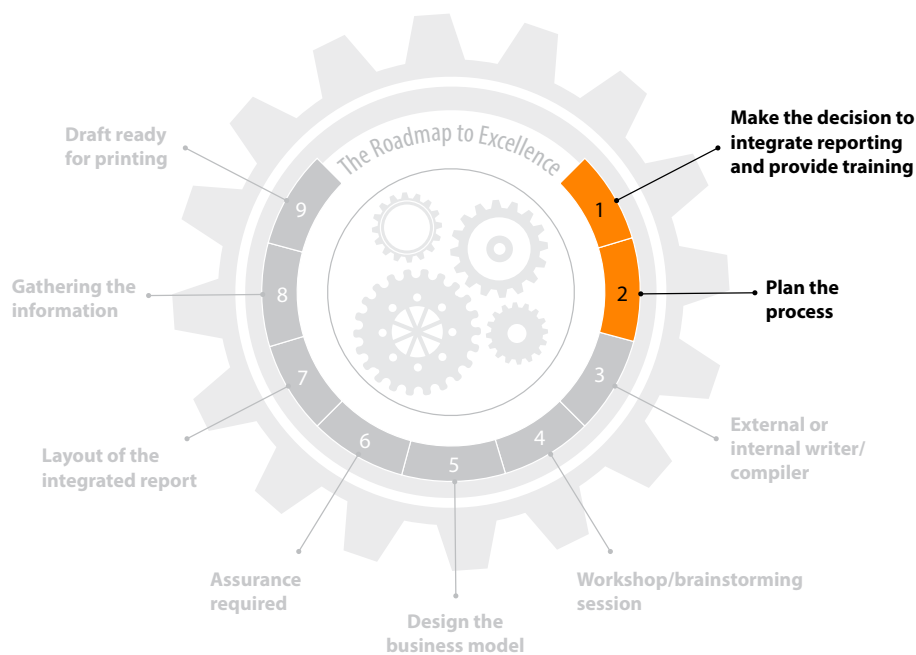 The Roadmap to Excellence
1
Make the decision to
integrate reporting
and provide training
2
Plan the
process
3
External or
internal writer/
compiler
4
Workshop/brainstorming
session
5
Design the
business model
6
Assurance
required
7
Layout of the
integrated report
8
Gathering the
information
9
Draft ready
for printing